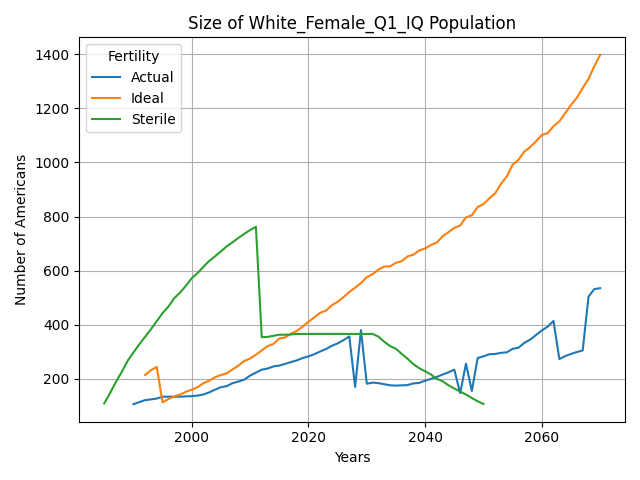 Size of White_Female_Q1_IQ Population
Fertility
Actual
Ideal
Sterile
Number of Americans
1400
1200
1000
800
600
400
200
2000
2020
2040
2060
Years